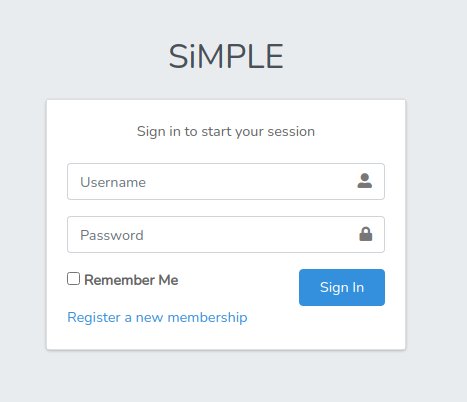 SiMPLE
Sign in to start your session
Username
Password
Remember Me
Sign In
Register a new membership